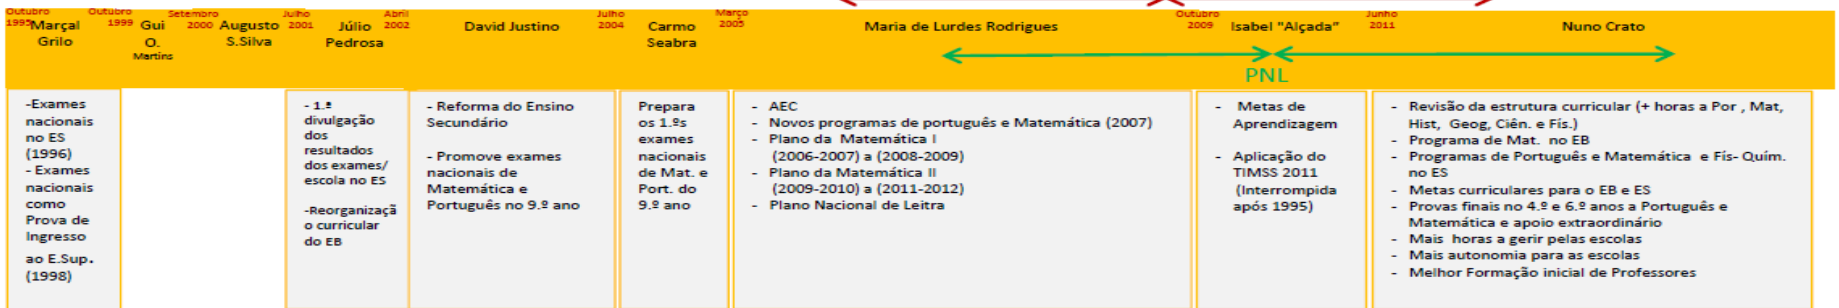 Outubro 1995
Marçal Grilo
Outubro 1999
Gui O. Martins
Setembro 2000
Augusto S.Silva
Julho 2001
Júlio Pedrosa
Abril 2002
David Justino
Julho 2004
Carmo Seabra
Março 2005
Maria de Lurdes Rodrigues
Outubro 2009
Isabel "Alçada"
Junho 2011
Nuno Crato
PNL
-Exames
nacionais
no ES
(1996)
- Exames
nacionais
como
Prova de
Ingresso
ao E.Sup.
(1998)
- 1.ª
divulgação
dos
resultados
dos exames/
escola no ES
-Reorganizaçã
o curricular
do EB
- Reforma do Ensino
Secundário
- Promove exames
nacionais de
Matemática e
Português no 9.º ano
Prepara
os 1.ºs
exames
nacionais
de Mat. e
Port. do
9.º ano
- AEC
- Novos programas de português e Matemática (2007)
- Plano da Matemática I
(2006-2007) a (2008-2009)
- Plano da Matemática II
(2009-2010) a (2011-2012)
- Plano Nacional de Leitra
- Metas de
Aprendizagem
- Aplicação do
TIMSS 2011
(Interrompida
após 1995)
- Revisão da estrutura curricular (+ horas a Por , Mat,
Hist, Geog, Ciên. e Fís.)
- Programa de Mat. no EB
- Programas de Português e Matemática e Fís- Quím.
no ES
- Metas curriculares para o EB e ES
- Provas finais no 4.º e 6.º anos a Português e
Matemática e apoio extraordinário
- Mais horas a gerir pelas escolas
- Mais autonomia para as escolas
- Melhor Formação inicial de Professores